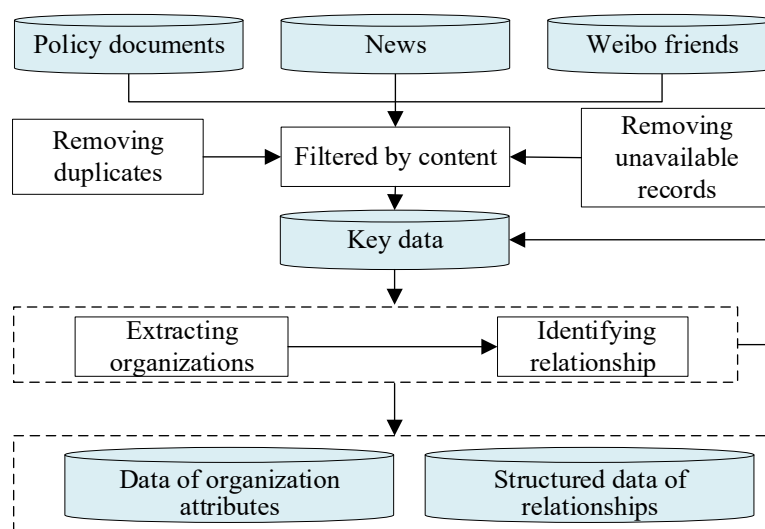 Policy documents
News
Weibo friends
Removing
duplicates
Filtered by content
Removing
unavailable
records
Key data
Extracting
organizations
Identifying
relationship
Data of organization
attributes
Structured data of
relationships